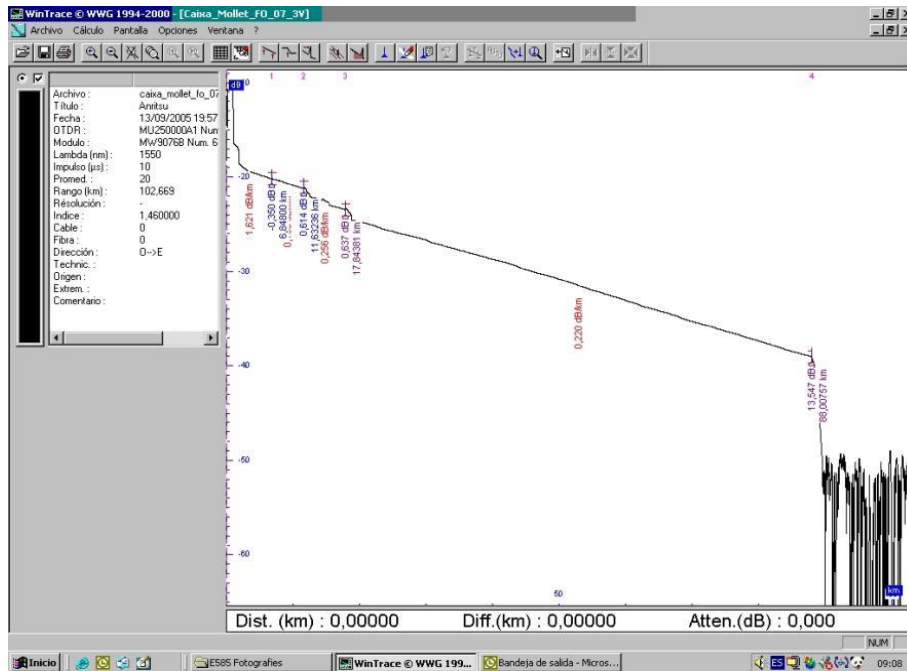 WinTrace © WWG 1994-2000 - [Caixa_Mollet_FO_07_3V]
Archivo Cálculo Pantalla Opciones Ventana ?
Archivo : caixa_mollet_fo_07
Título : Anritsu
Fecha : 13/09/2005 19:57
OTDR : MU250000A1 Num
Modulo : MW9076B Num. 6
Lambda (nm) : 1550
Impulso (µs) : 10
Promed. : 20
Rango (km) : 102,669
Résolución : -
Indice : 1,460000
Cable : 0
Fibra : 0
Dirección : O-->E
Technic. :
Origen :
Extrem. :
Comentario :
1 2 3 4
dB 0
-20
-30
-40
-50
-60
1,621 dB/km
-0,350 dB
6,84800 km
0,614 dB
11,63236 km
0,256 dB/km
0,637 dB
17,84381 km
0,220 dB/km
13,547 dB
88,00757 km
50
km
Dist. (km) : 0,00000 Diff.(km) : 0,00000 Atten.(dB) : 0,000
NUM
Inicio ES85 Fotografies WinTrace © WWG 199... Bandeja de salida - Micros... ES 09:08